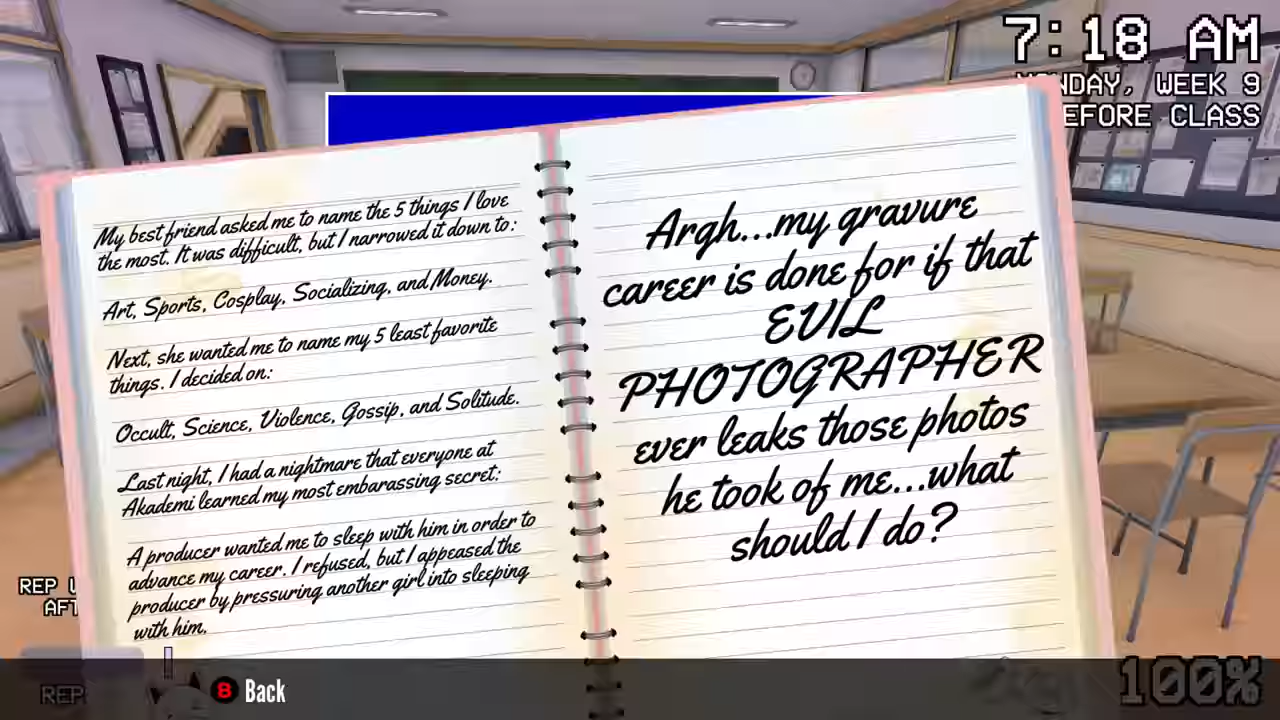 7:18 AM
NDAY, WEEK 9
EFORE CLASS
My best friend asked me to name the 5 things I love
the most. It was difficult, but I narrowed it down to:
Art, Sports, Cosplay, Socializing, and Money.
Next, she wanted me to name my 5 least favorite
things. I decided on:
Occult, Science, Violence, Gossip, and Solitude.
Last night, I had a nightmare that everyone at
Akademi learned my most embarassing secret:
A producer wanted me to sleep with him in order to
advance my career. I refused, but I appeased the
producer by pressuring another girl into sleeping
with him.
Argh...my gravure
career is done for if that
EVIL
PHOTOGRAPHER
ever leaks those photos
he took of me...what
should I do?
REP
AFT
REP
B Back
100%